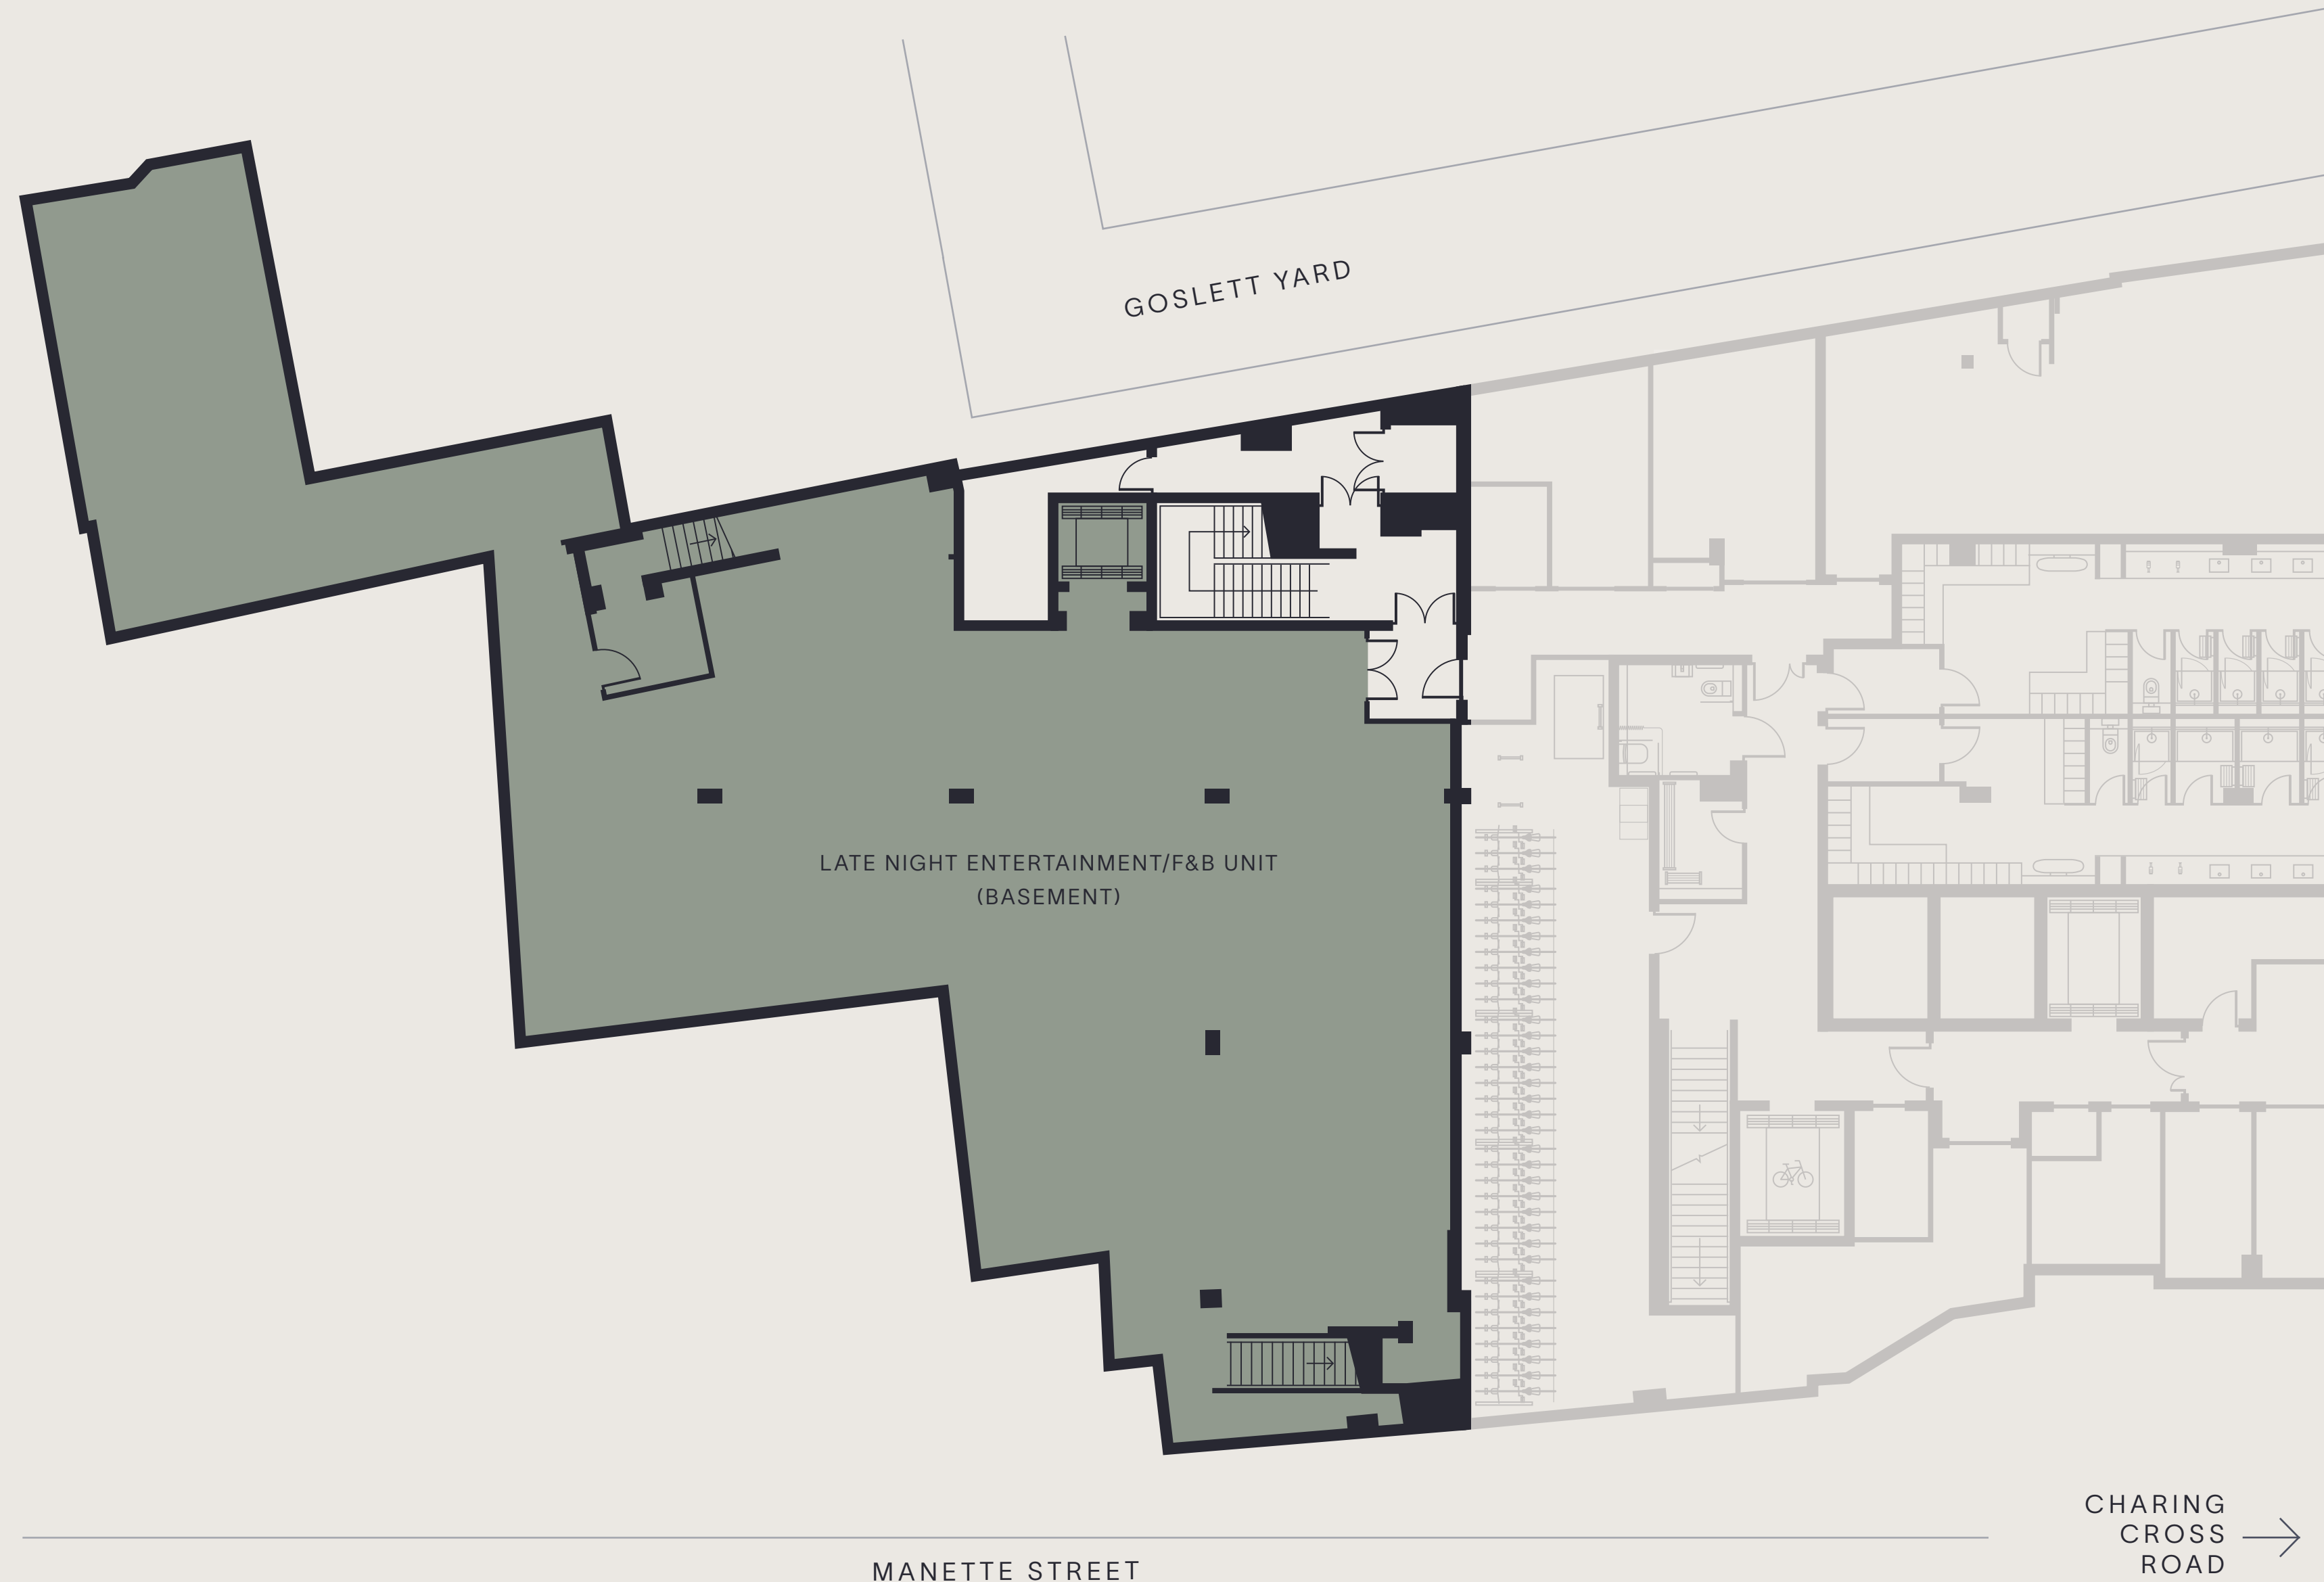 GOSLETT YARD
LATE NIGHT ENTERTAINMENT/F&B UNIT
(BASEMENT)
CHARING
CROSS
ROAD
MANETTE STREET